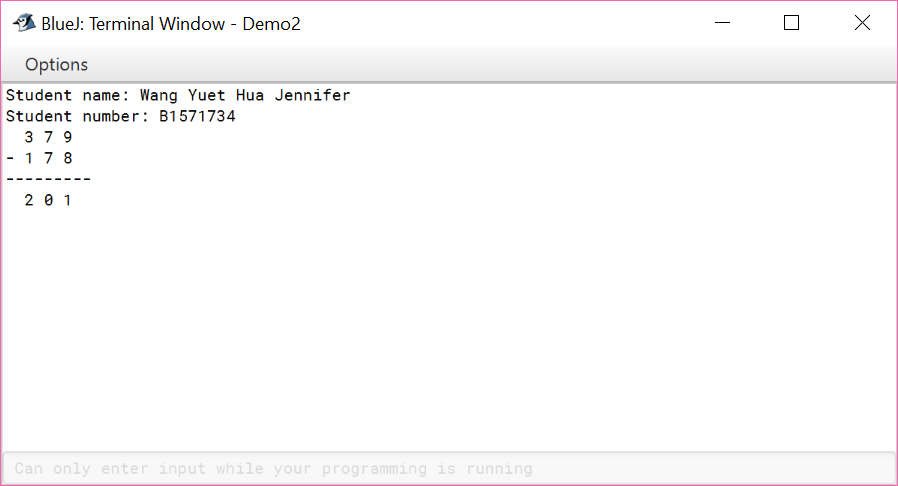 BlueJ: Terminal Window - Demo2
Options
Student name: Wang Yuet Hua Jennifer
Student number: B1571734
  3 7 9
- 1 7 8
---------
  2 0 1
Can only enter input while your programming is running